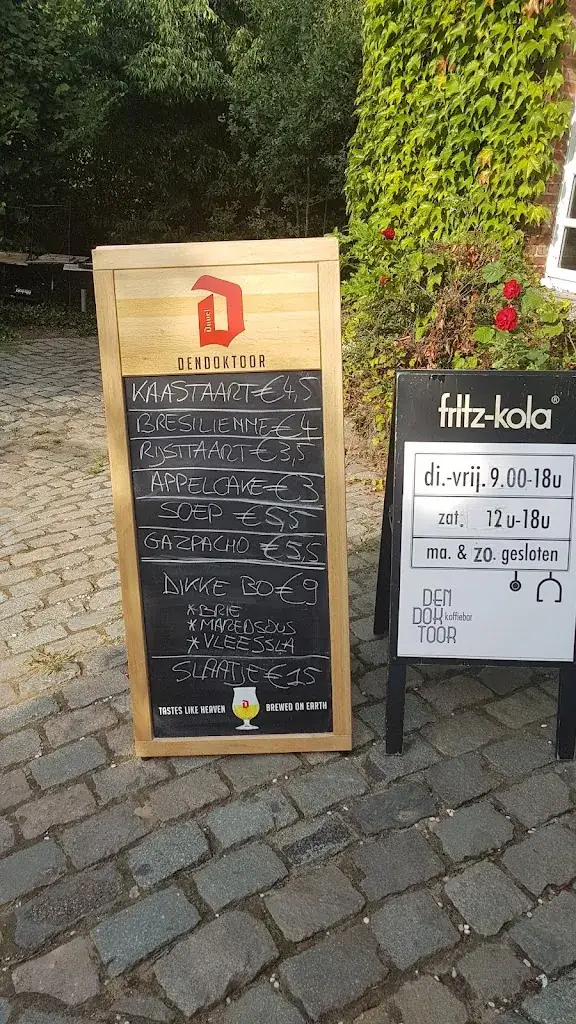 Duvel
DENDOKTOOR
KAASTAART €4,5
BRESILIENNE €4
RIJSTTAART €3,5
APPELCAKE €3
SOEP €5,5
GAZPACHO €5,5
DIKKE BO €9
*BRIE
*MAREDSOUS
*VLEESSLA
SLAATJE €15
TASTES LIKE HEAVEN BREWED ON EARTH
fritz-kola®
di.-vrij. 9.00-18u
zat. 12u-18u
ma. & zo. gesloten
DEN
DOK koffiebar
TOOR